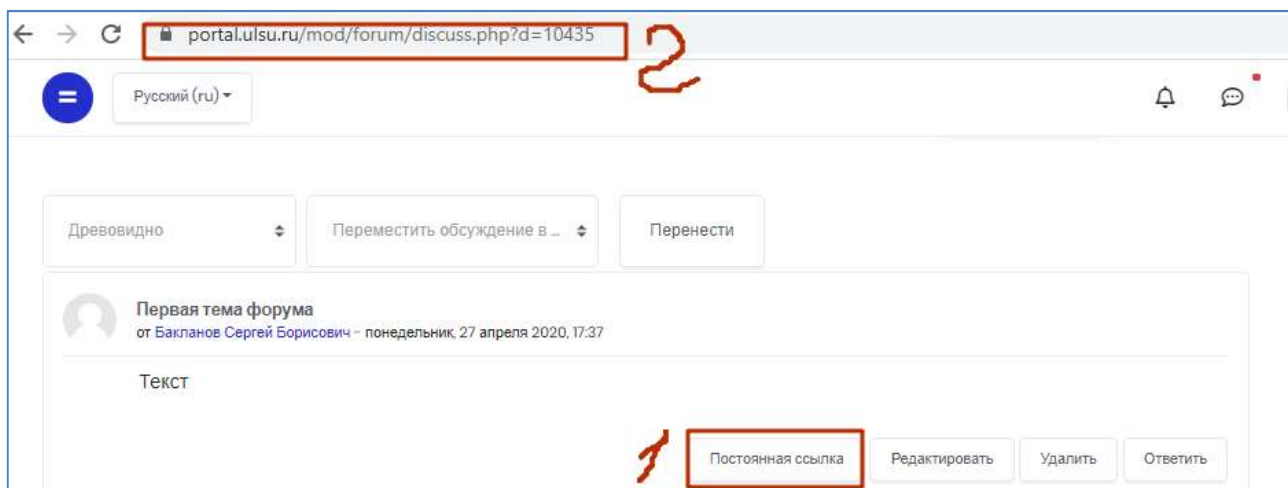 portal.ulsu.ru/mod/forum/discuss.php?d=10435
2
Русский (ru)
Древовидно
Переместить обсуждение в ...
Перенести
Первая тема форума
от Бакланов Сергей Борисович - понедельник, 27 апреля 2020, 17:37
Текст
1
Постоянная ссылка
Редактировать
Удалить
Ответить